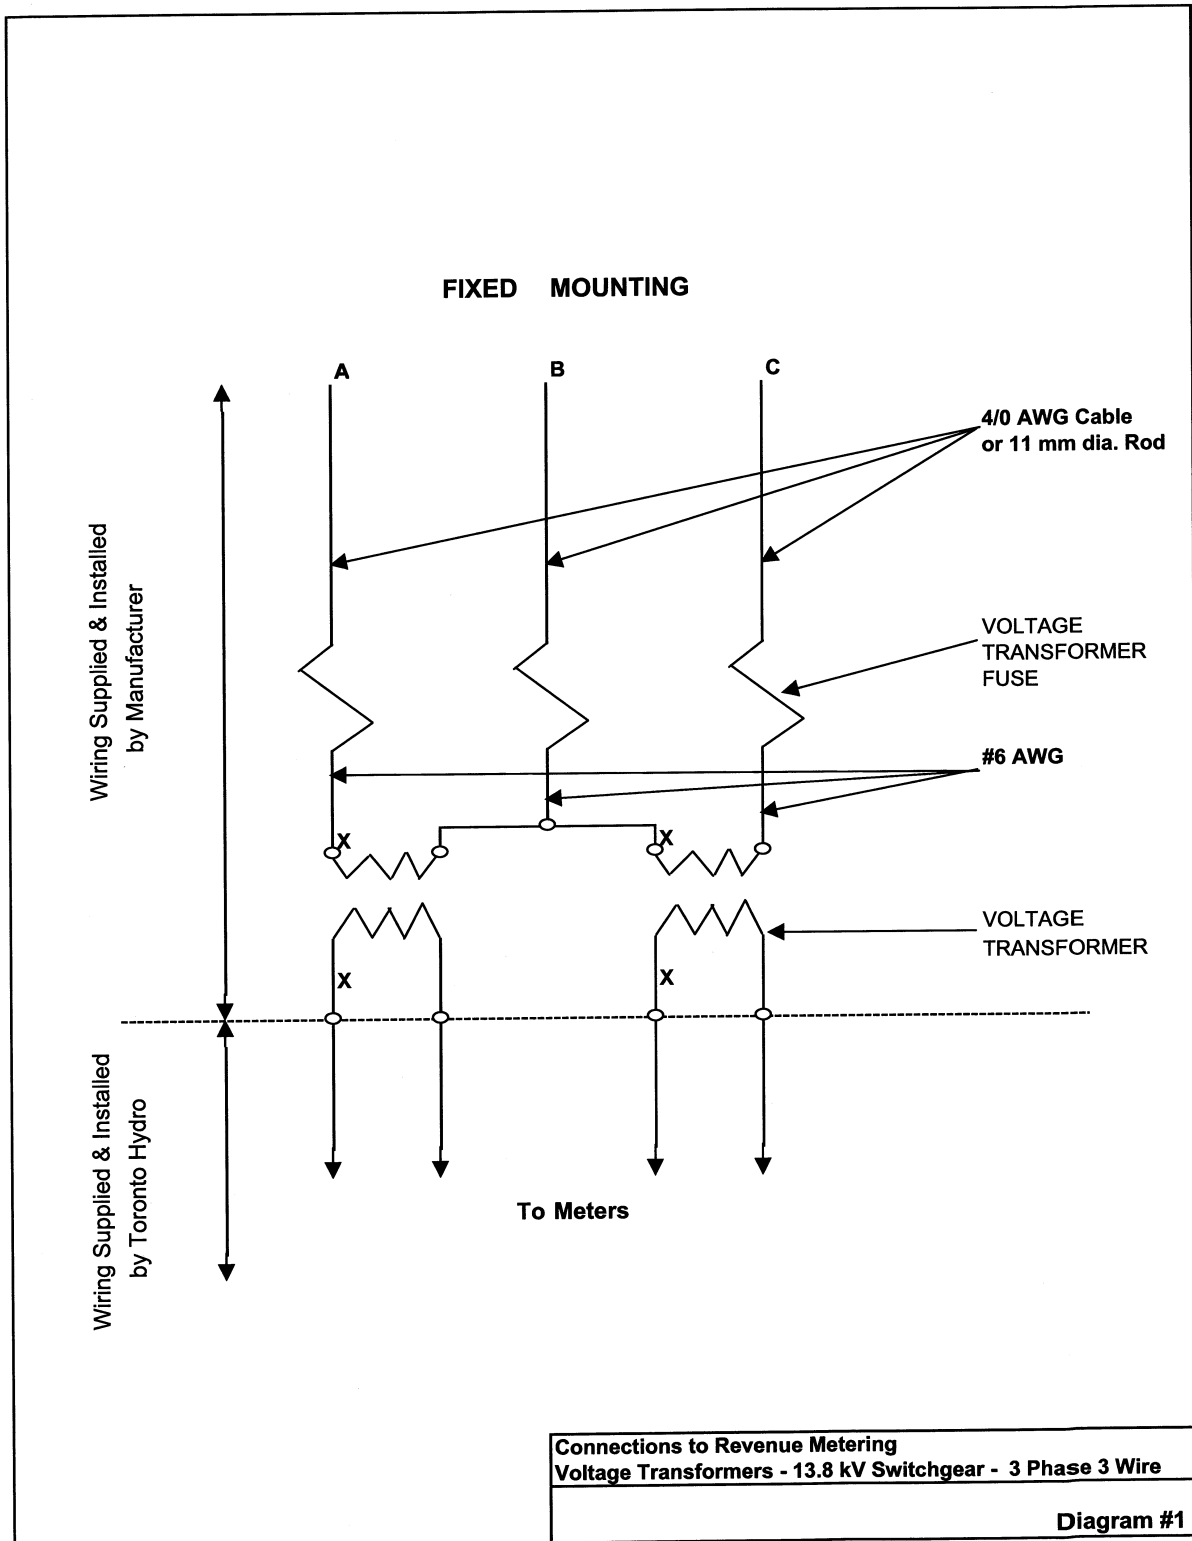 FIXED MOUNTING
A
B
C
4/0 AWG Cable
or 11 mm dia. Rod
Wiring Supplied & Installed
by Manufacturer
VOLTAGE
TRANSFORMER
FUSE
#6 AWG
X
X
VOLTAGE
TRANSFORMER
X
X
Wiring Supplied & Installed
by Toronto Hydro
To Meters
Connections to Revenue Metering
Voltage Transformers - 13.8 kV Switchgear - 3 Phase 3 Wire
Diagram #1